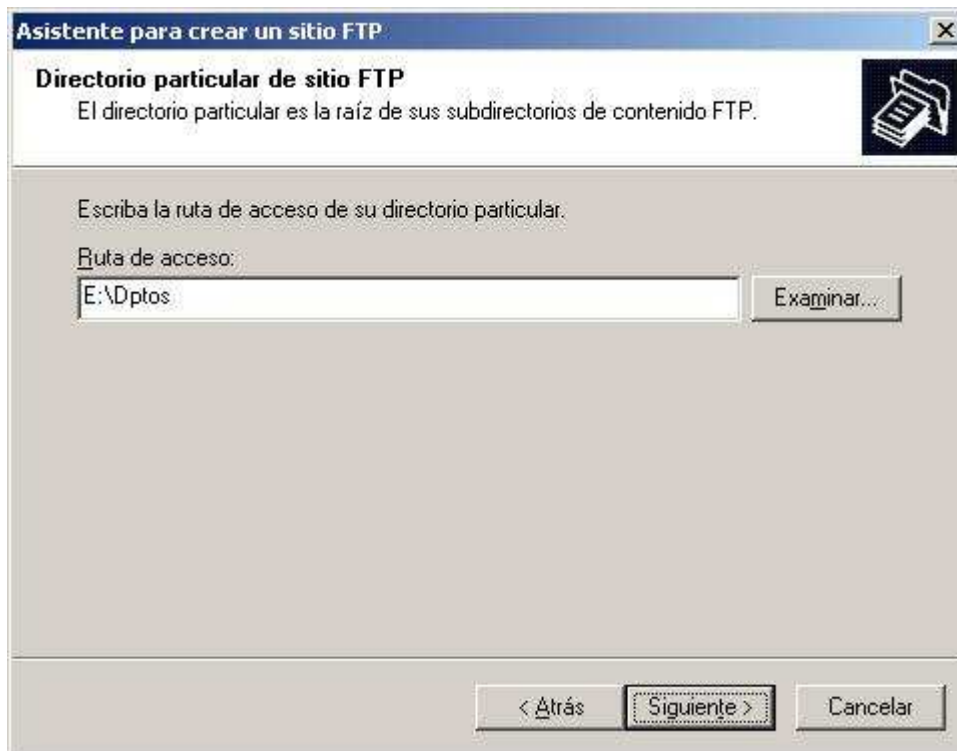 Asistente para crear un sitio FTP
Directorio particular de sitio FTP
El directorio particular es la raíz de sus subdirectorios de contenido FTP.
Escriba la ruta de acceso de su directorio particular.
Ruta de acceso:
E:\Dptos
Examinar...
< Atrás
Siguiente >
Cancelar